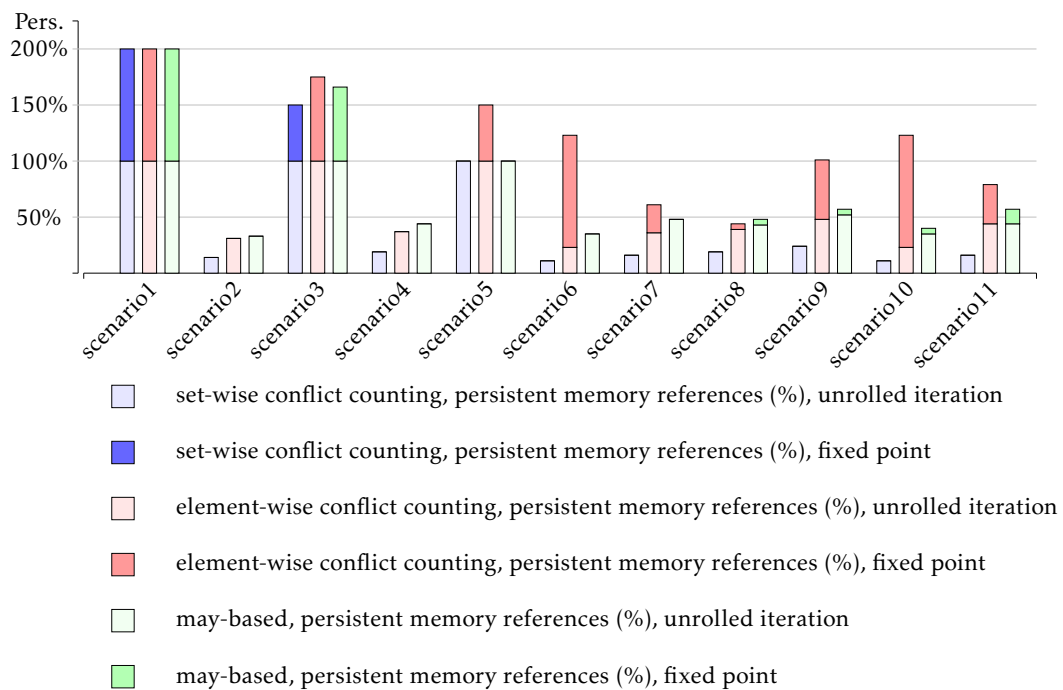 Pers.
200%
150%
100%
50%
scenario1
scenario2
scenario3
scenario4
scenario5
scenario6
scenario7
scenario8
scenario9
scenario10
scenario11
set-wise conflict counting, persistent memory references (%), unrolled iteration
set-wise conflict counting, persistent memory references (%), fixed point
element-wise conflict counting, persistent memory references (%), unrolled iteration
element-wise conflict counting, persistent memory references (%), fixed point
may-based, persistent memory references (%), unrolled iteration
may-based, persistent memory references (%), fixed point